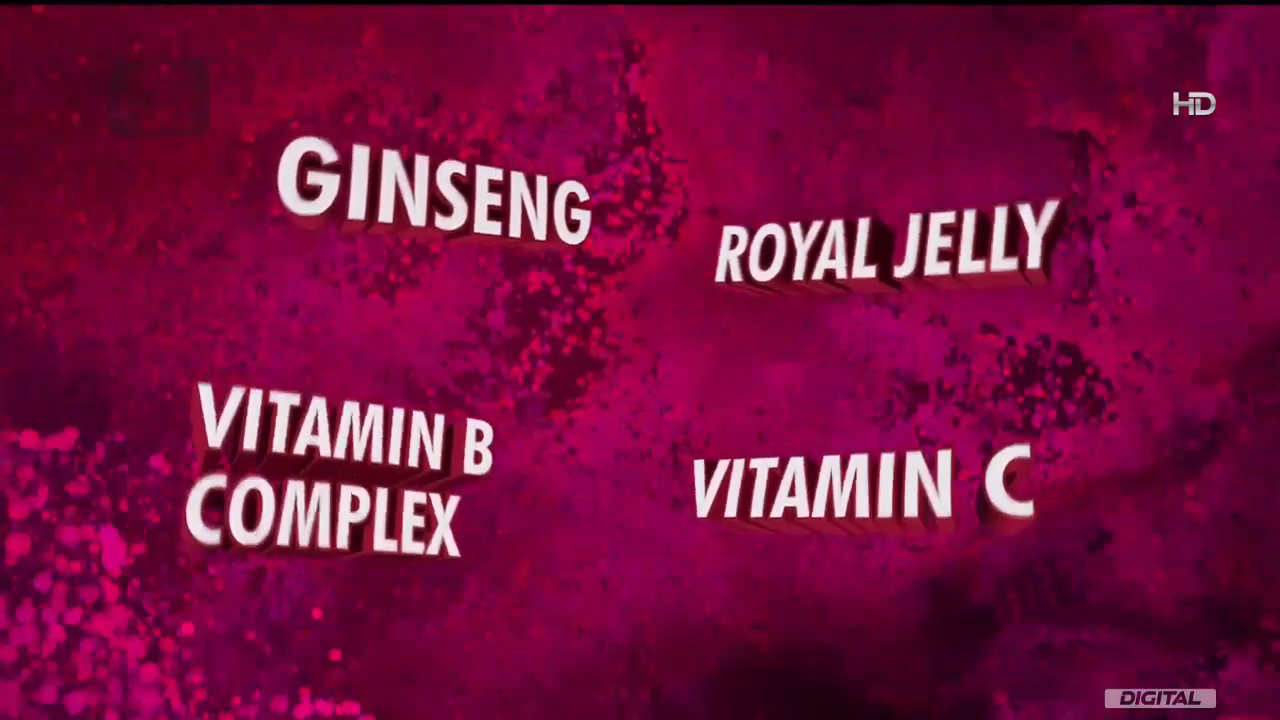 HD
GINSENG
ROYAL JELLY
VITAMIN B
COMPLEX
VITAMIN C
DIGITAL